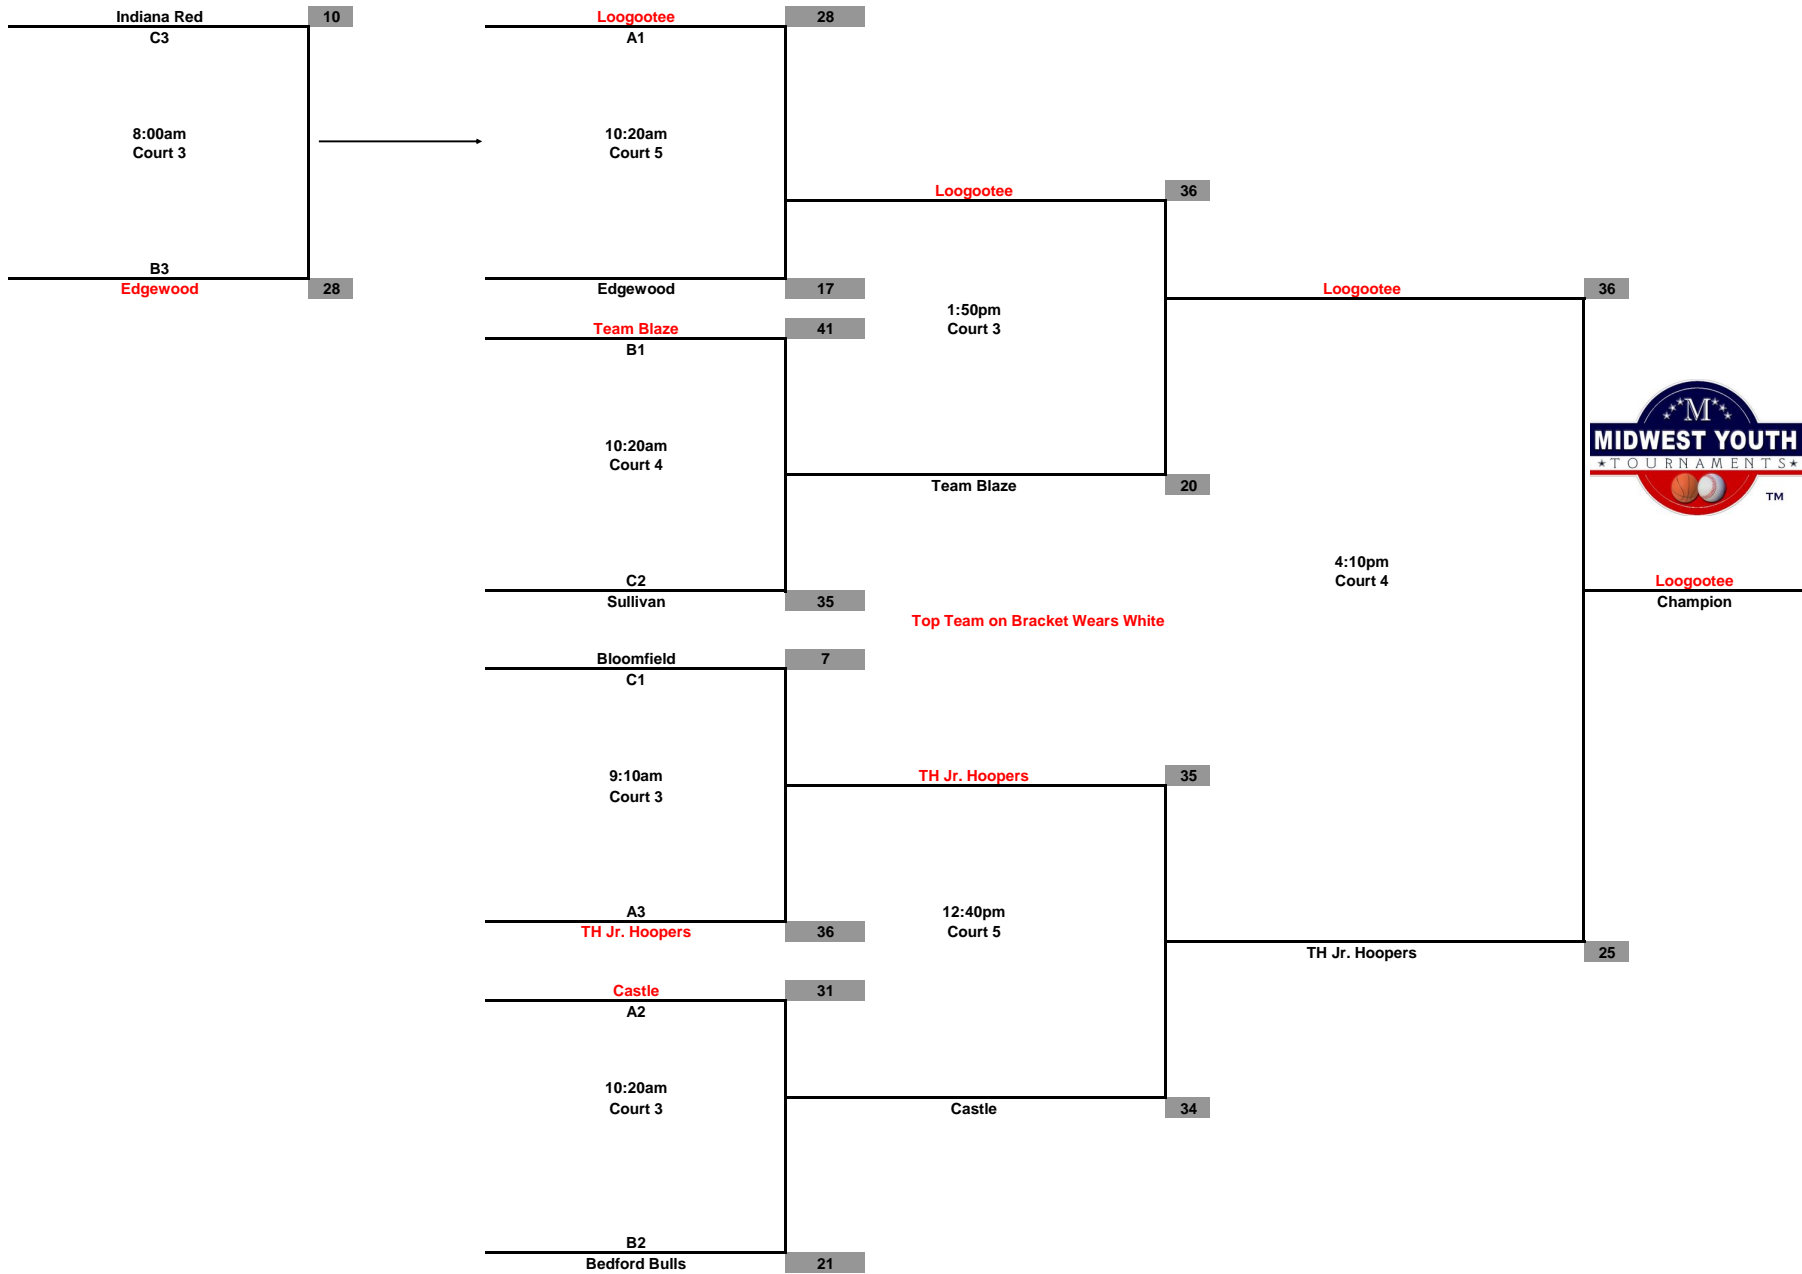 Indiana Red 10
C3
8:00am
Court 3
B3
Edgewood 28
Loogootee 28
A1
10:20am
Court 5
Edgewood 17
Team Blaze 41
B1
10:20am
Court 4
C2
Sullivan 35
Bloomfield 7
C1
9:10am
Court 3
A3
TH Jr. Hoopers 36
Castle 31
A2
10:20am
Court 3
B2
Bedford Bulls 21
Loogootee 36
1:50pm
Court 3
Team Blaze 20
Top Team on Bracket Wears White
TH Jr. Hoopers 35
12:40pm
Court 5
Castle 34
Loogootee 36
4:10pm
Court 4
TH Jr. Hoopers 25
M
MIDWEST YOUTH
TOURNAMENTS
TM
Loogootee
Champion